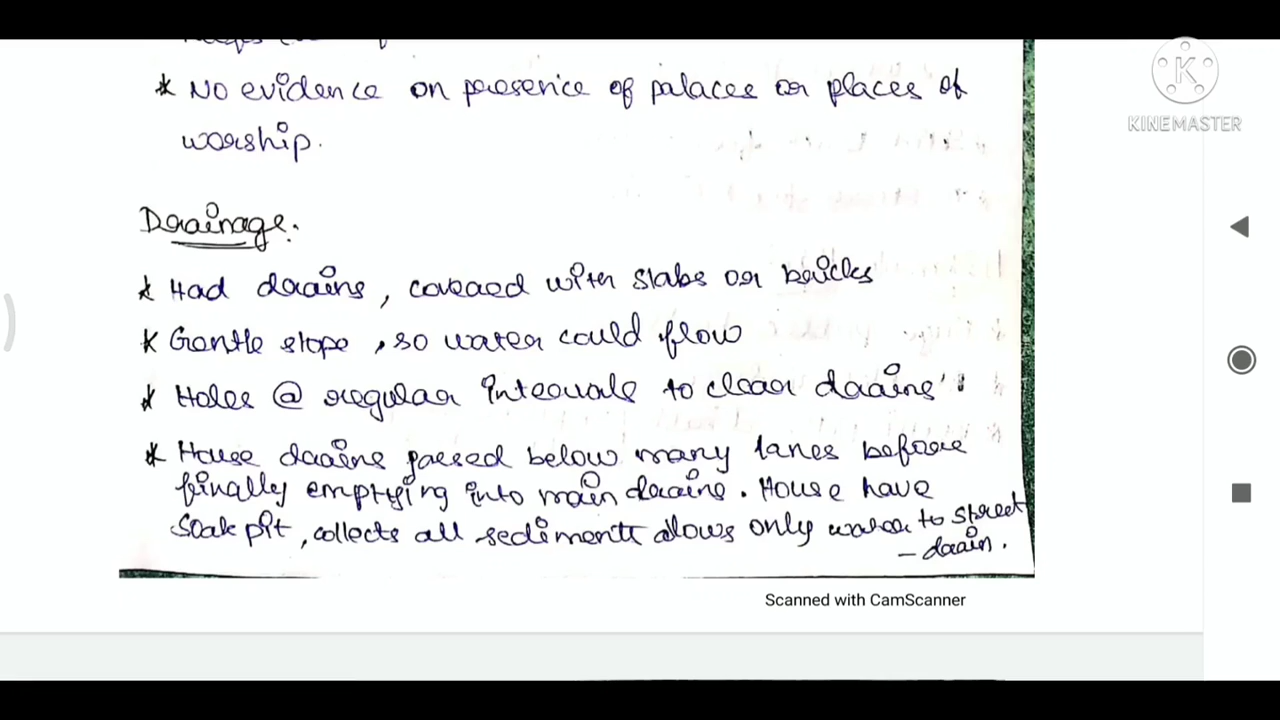 * No evidence on presence of palaces or places of
worship.
KINEMASTER
Drainage:
* Had drains, covered with slabs or bricks
* Gentle slope, so water could flow
* Holes @ regular intervals to clear drains
* House drains passed below many lanes before
finally emptying into main drains. House have
Soak pit, collects all sediments allows only water to street
- drain.
Scanned with CamScanner